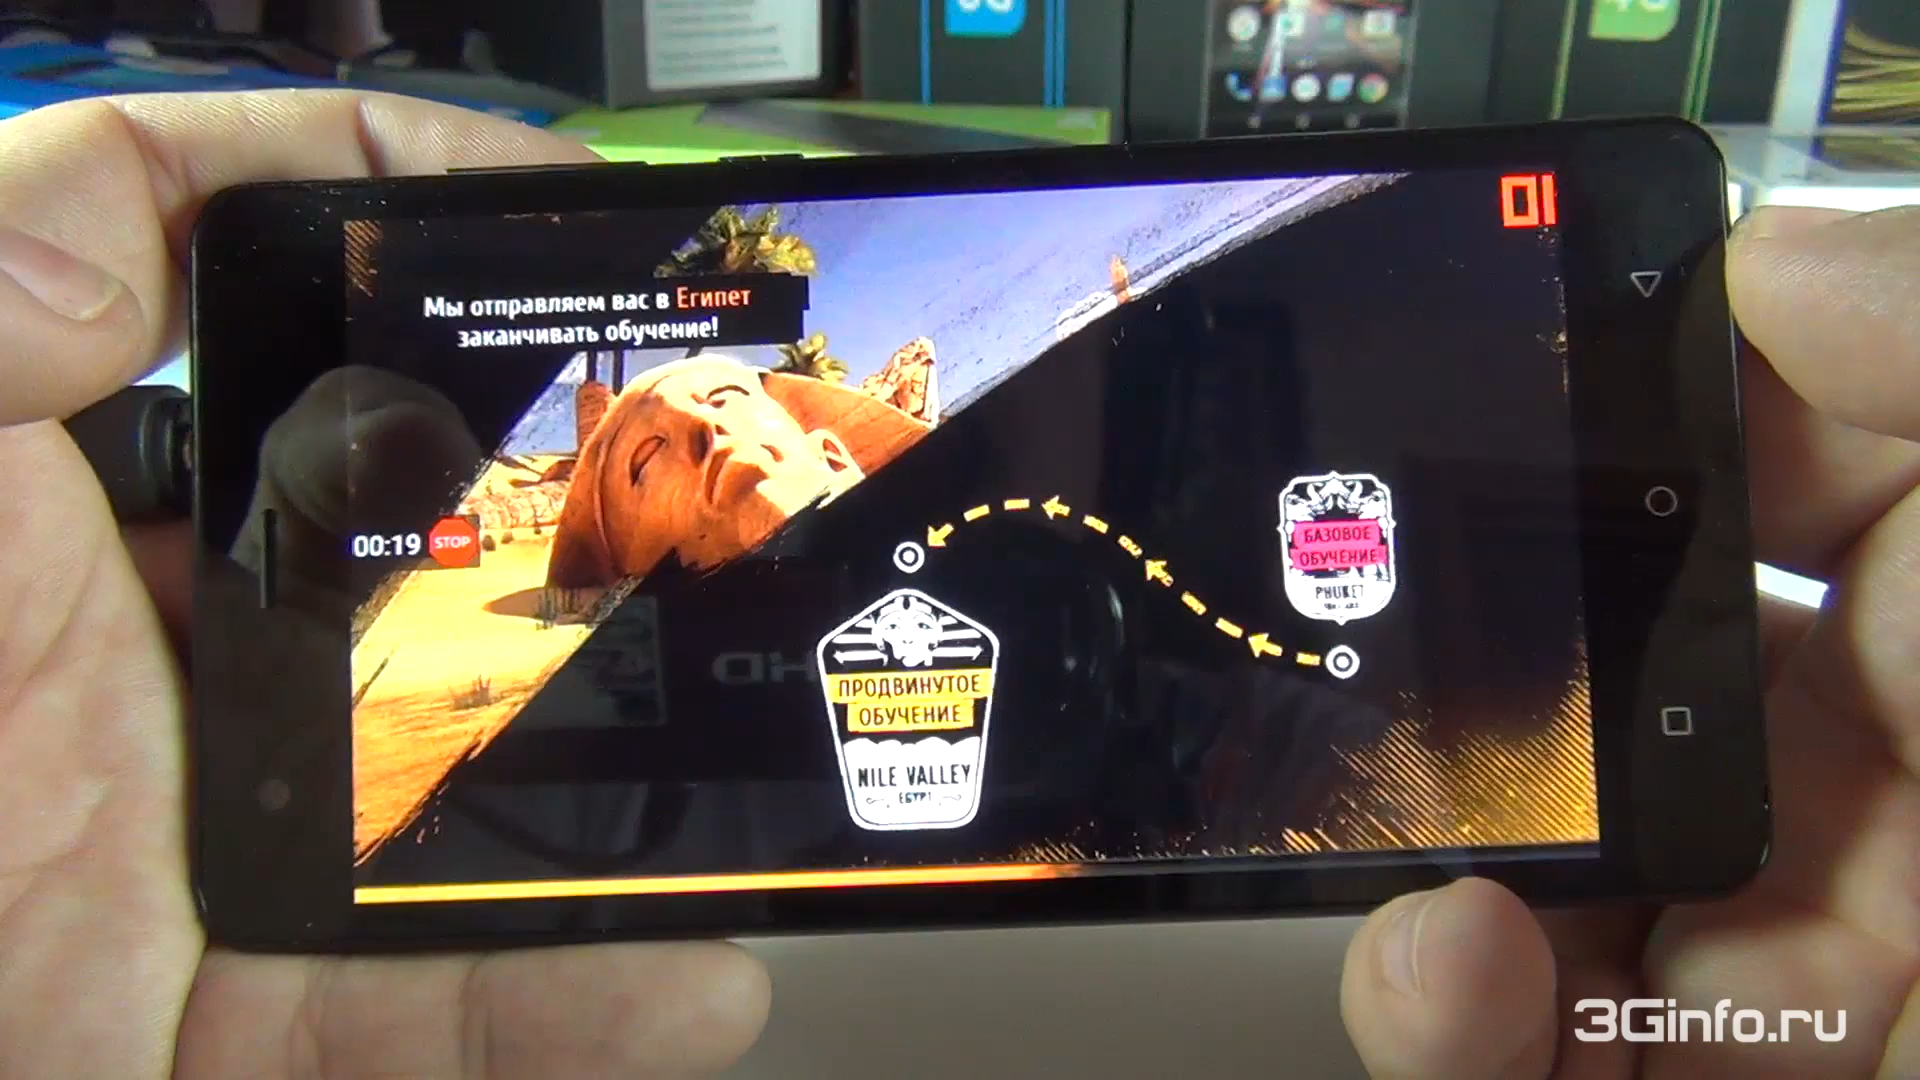 01
Мы отправляем вас в Египет
заканчивать обучение!
00:19 STOP
БАЗОВОЕ
ОБУЧЕНИЕ
PHUKET
ПРОДВИНУТОЕ
ОБУЧЕНИЕ
NILE VALLEY
EGYPT
3Ginfo.ru